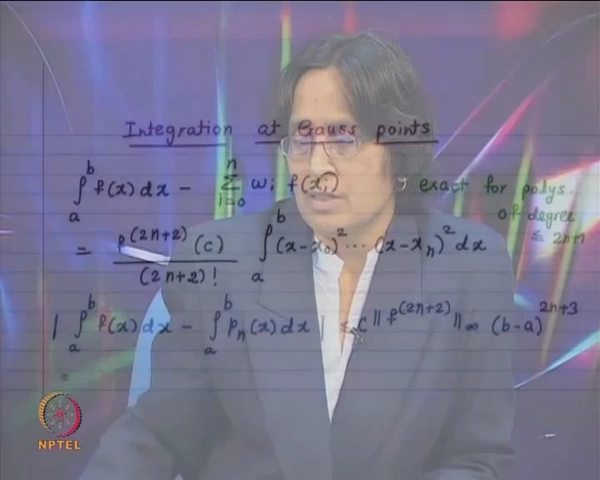 Integration at Gauss points
∫_a^b f(x) dx - Σ_{i=0}^n w_i f(x_i) exact for polys. of degree ≤ 2n+1
= f^{(2n+2)}(c) / (2n+2)! ∫_a^b (x-x_0)^2 ... (x-x_n)^2 dx
| ∫_a^b f(x) dx - ∫_a^b p_n(x) dx | ≤ C || f^{(2n+2)} ||_∞ (b-a)^{2n+3}
=
NPTEL